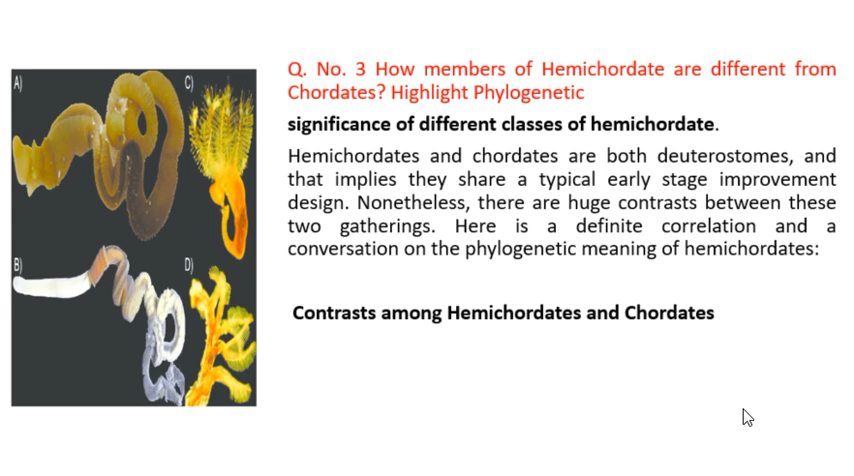 A)
C)
B)
D)
Q. No. 3 How members of Hemichordate are different from
Chordates? Highlight Phylogenetic
significance of different classes of hemichordate.
Hemichordates and chordates are both deuterostomes, and
that implies they share a typical early stage improvement
design. Nonetheless, there are huge contrasts between these
two gatherings. Here is a definite correlation and a
conversation on the phylogenetic meaning of hemichordates:
Contrasts among Hemichordates and Chordates